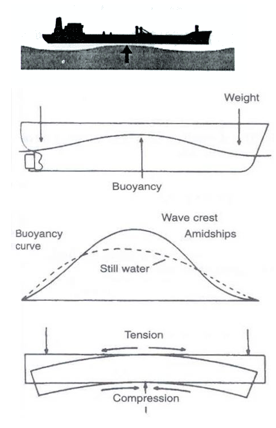 Weight
Buoyancy
Wave crest
Buoyancy
Amidships
curve
Still water
Tension
Compression